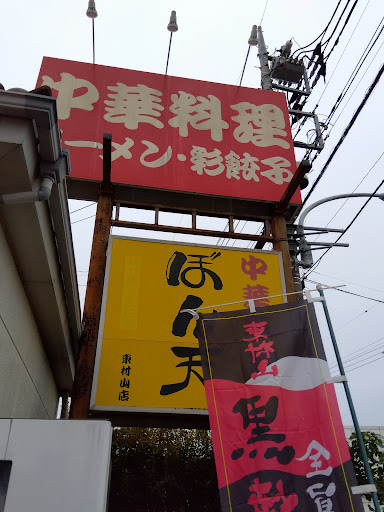 中華料理
ラーメン・彩餃子
中華
ぼん天
東村山店
東村山
黒